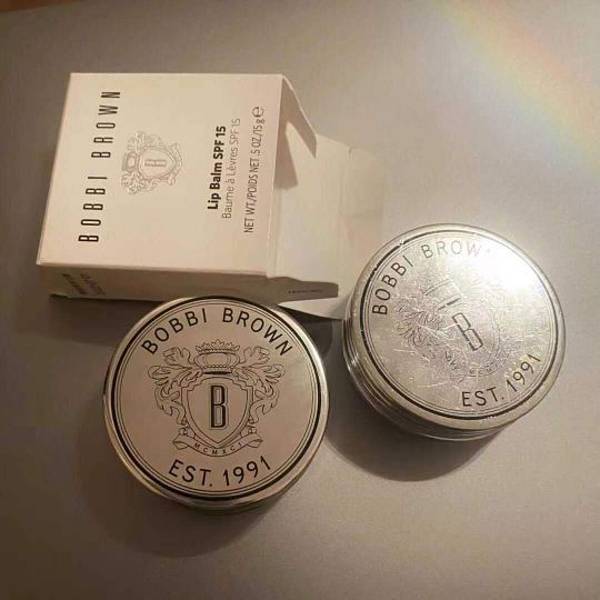 BOBBI BROWN
B
Lip Balm SPF 15
Baume à Lèvres SPF 15
NET WT./POIDS NET .5 OZ./15 g e
BOBBI BROWN
B
MCMXCI
EST. 1991
BOBBI BROWN
B
EST. 1991